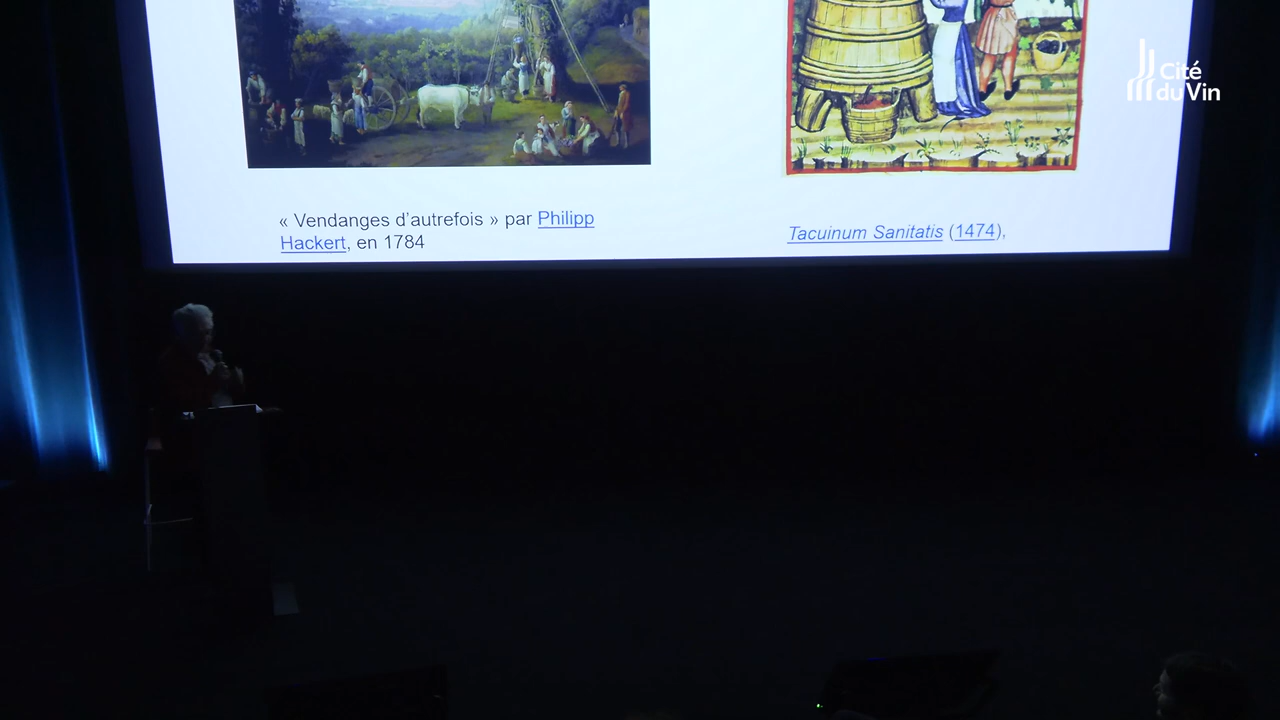 Cité
du Vin
« Vendanges d’autrefois » par Philipp
Hackert, en 1784
Tacuinum Sanitatis (1474),